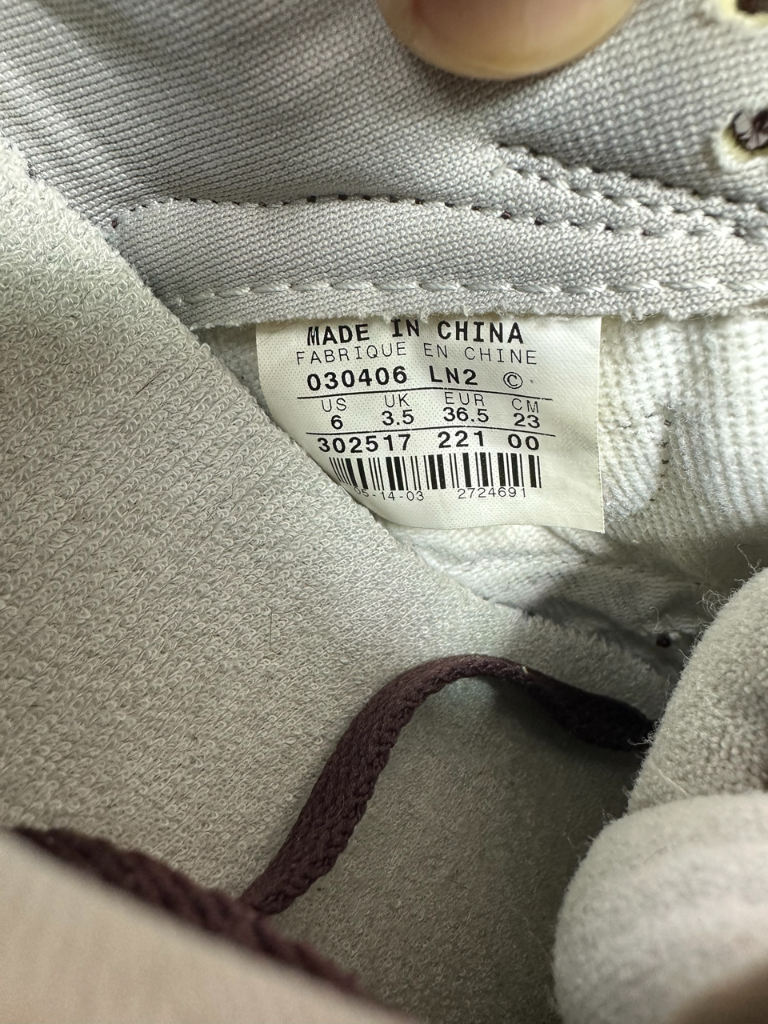 MADE IN CHINA
FABRIQUE EN CHINE
030406 LN2 ©
US UK EUR CM
6 3.5 36.5 23
302517 221 00
05-14-03 2724691